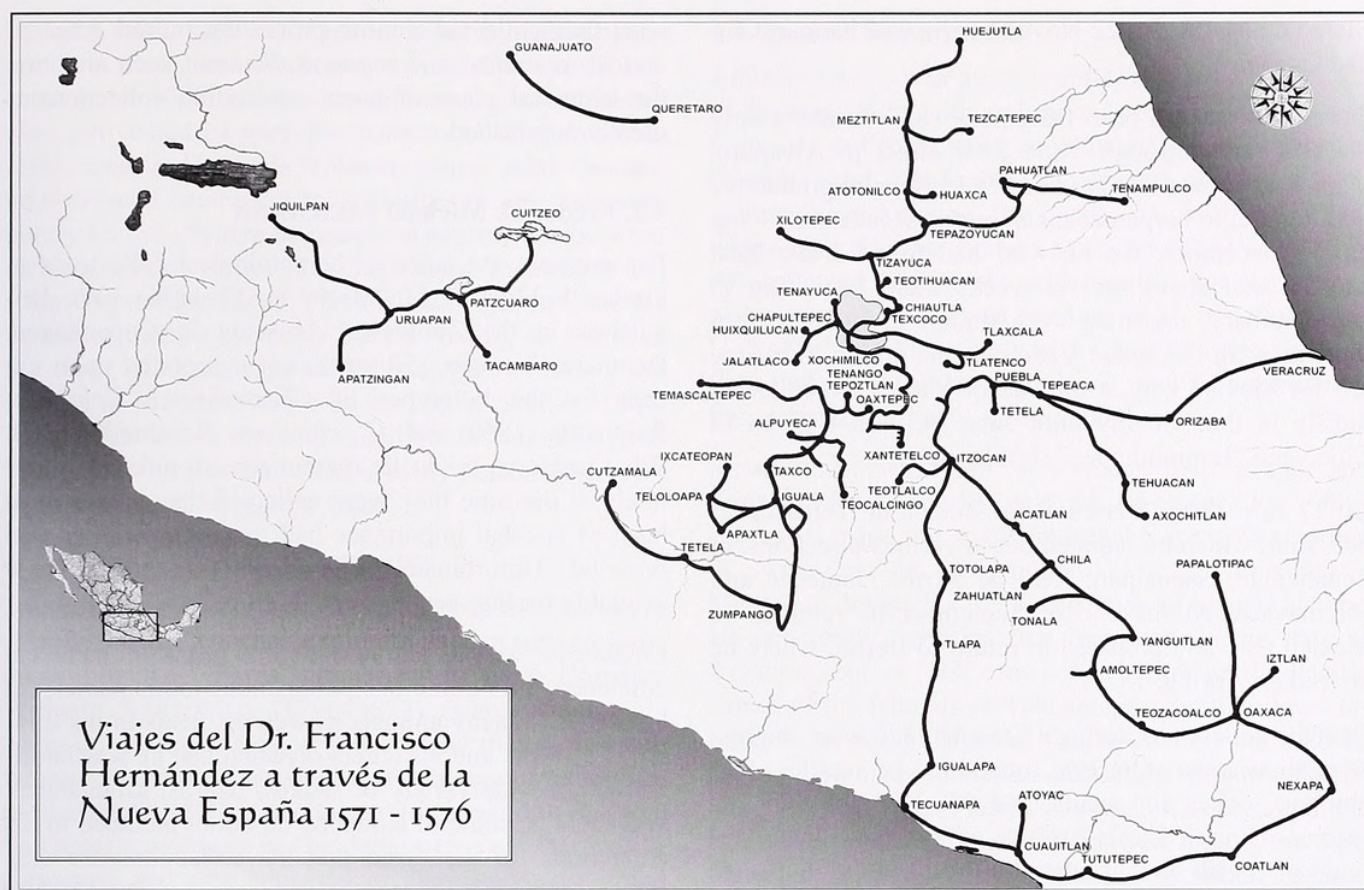 HUEJUTLA
GUANAJUATO
QUERETARO
MEZTITLAN
TEZCATEPEC
PAHUATLAN
ATOTONILCO
HUAXCA
TENAMPULCO
JIQUILPAN
CUITZEO
XILOTEPEC
TEPAZOYUCAN
TIZAYUCA
TEOTIHUACAN
TENAYUCA
CHIAUTLA
PATZCUARO
CHAPULTEPEC
TEXCOCO
URUAPAN
HUIXQUILUCAN
TLAXCALA
JALATLACO
XOCHIMILCO
TLATENCO
TACAMBARO
TENANGO
VERACRUZ
APATZINGAN
PUEBLA
TEPOZTLAN
TEPEACA
TEMASCALTEPEC
OAXTEPEC
TETELA
ORIZABA
ALPUYECA
IXCATEOPAN
XANTETELCO
ITZOCAN
CUTZAMALA
TAXCO
TELOLOAPA
IGUALA
TEOTLALCO
TEHUACAN
TEOCALCINGO
ACATLAN
AXOCHITLAN
APAXTLA
TETELA
CHILA
PAPALOTIPAC
TOTOLAPA
ZAHUATLAN
ZUMPANGO
TONALA
YANGUITLAN
TLAPA
IZTLAN
AMOLTEPEC
TEOZACOALCO
OAXACA
Viajes del Dr. Francisco
Hernández a través de la
Nueva España 1571 - 1576
IGUALAPA
NEXAPA
TECUANAPA
ATOYAC
CUAUITLAN
TUTUTEPEC
COATLAN